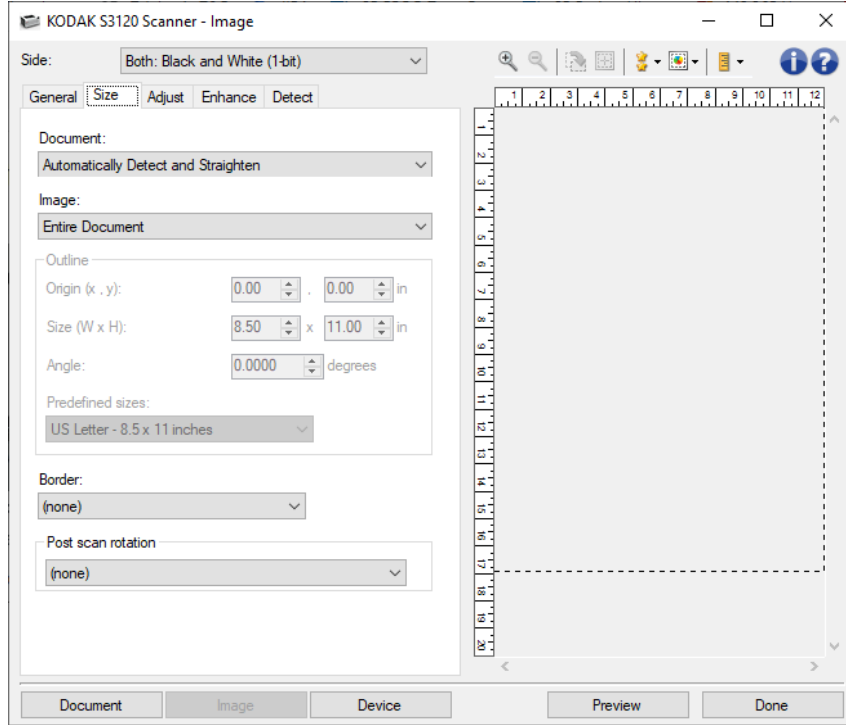 KODAK S3120 Scanner - Image
Side: Both: Black and White (1-bit)
General Size Adjust Enhance Detect
Document:
Automatically Detect and Straighten
Image:
Entire Document
Outline
Origin (x , y): 0.00 , 0.00 in
Size (W x H): 8.50 x 11.00 in
Angle: 0.0000 degrees
Predefined sizes:
US Letter - 8.5 x 11 inches
Border:
(none)
Post scan rotation
(none)
1 2 3 4 5 6 7 8 9 10 11 12
1
2
3
4
5
6
7
8
9
10
11
12
13
14
15
16
17
18
19
20
Document Image Device Preview Done